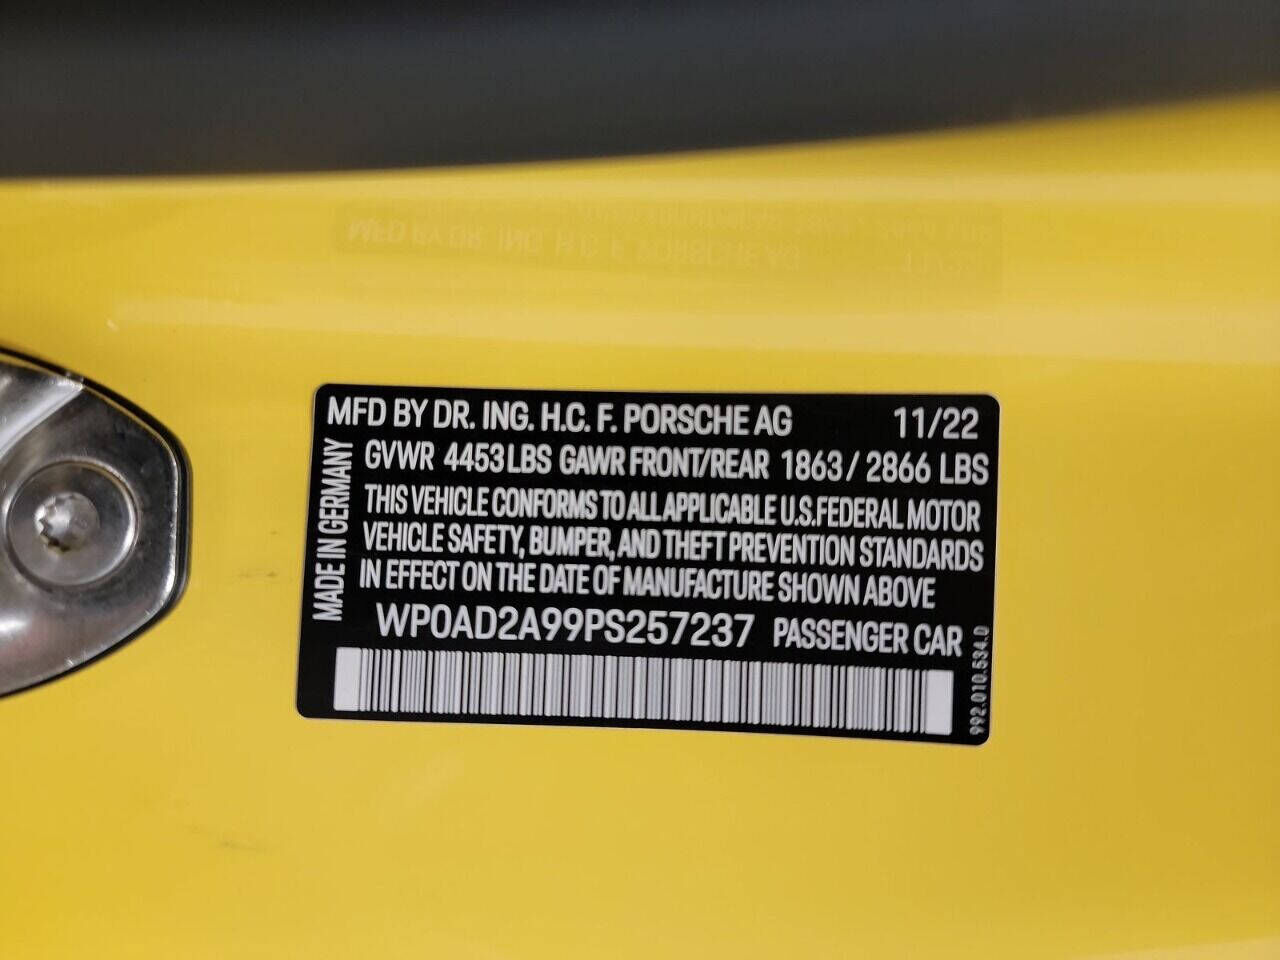 MFD BY DR. ING. H.C. F. PORSCHE AG 11/22
GVWR 4453LBS GAWR FRONT/REAR 1863/2866 LBS
THIS VEHICLE CONFORMS TO ALL APPLICABLE U.S.FEDERAL MOTOR
VEHICLE SAFETY, BUMPER, AND THEFT PREVENTION STANDARDS
IN EFFECT ON THE DATE OF MANUFACTURE SHOWN ABOVE
WP0AD2A99PS257237 PASSENGER CAR
MADE IN GERMANY
992.010.534.0